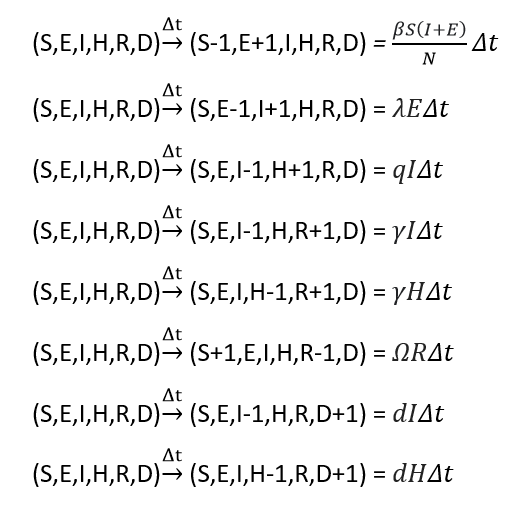 (S,E,I,H,R,D) Δt→ (S-1,E+1,I,H,R,D) = βS(I+E)/N Δt
(S,E,I,H,R,D) Δt→ (S,E-1,I+1,H,R,D) = λEΔt
(S,E,I,H,R,D) Δt→ (S,E,I-1,H+1,R,D) = qIΔt
(S,E,I,H,R,D) Δt→ (S,E,I-1,H,R+1,D) = γIΔt
(S,E,I,H,R,D) Δt→ (S,E,I,H-1,R+1,D) = γHΔt
(S,E,I,H,R,D) Δt→ (S+1,E,I,H,R-1,D) = ΩRΔt
(S,E,I,H,R,D) Δt→ (S,E,I-1,H,R,D+1) = dIΔt
(S,E,I,H,R,D) Δt→ (S,E,I,H-1,R,D+1) = dHΔt